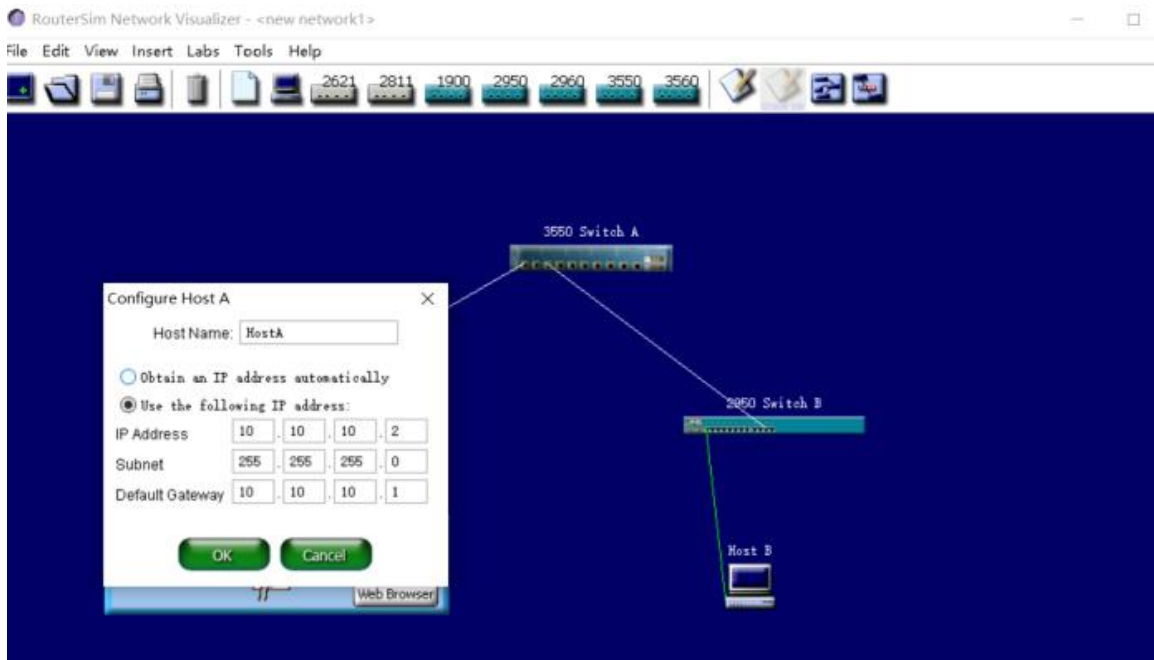 RouterSim Network Visualizer - <new network1>
File Edit View Insert Labs Tools Help
2621 2811 1900 2950 2960 3550 3560
3550 Switch A
Configure Host A
Host Name: HostA
Obtain an IP address automatically
Use the following IP address:
IP Address 10 . 10 . 10 . 2
Subnet 255 . 255 . 255 . 0
Default Gateway 10 . 10 . 10 . 1
OK Cancel
Web Browser
2950 Switch B
Host B